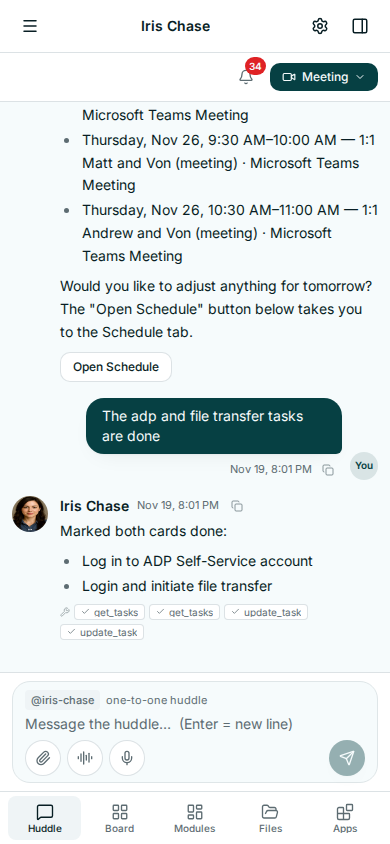 Iris Chase
34
Meeting
Microsoft Teams Meeting
Thursday, Nov 26, 9:30 AM–10:00 AM — 1:1
Matt and Von (meeting) · Microsoft Teams
Meeting
Thursday, Nov 26, 10:30 AM–11:00 AM — 1:1
Andrew and Von (meeting) · Microsoft
Teams Meeting
Would you like to adjust anything for tomorrow?
The "Open Schedule" button below takes you
to the Schedule tab.
Open Schedule
The adp and file transfer tasks
are done
Nov 19, 8:01 PM
You
Iris Chase Nov 19, 8:01 PM
Marked both cards done:
Log in to ADP Self-Service account
Login and initiate file transfer
get_tasks get_tasks update_task
update_task
@iris-chase one-to-one huddle
Message the huddle... (Enter = new line)
Huddle Board Modules Files Apps